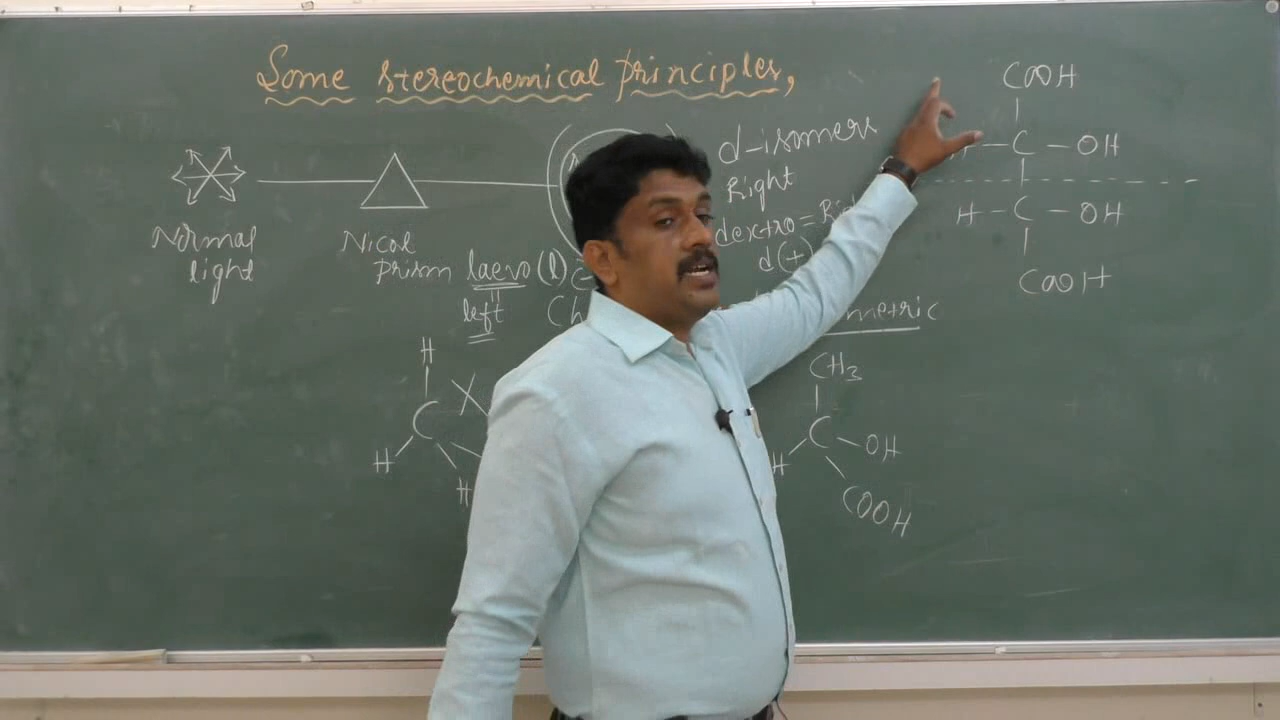 Some stereochemical principles,
Normal
light
Nicol
prism
laevo (l)
left
d-isomers
Right
dextro =
d(+)
metric
COOH
C — OH
H — C — OH
COOH
H
C
H
H
X
CH3
C
H
OH
COOH